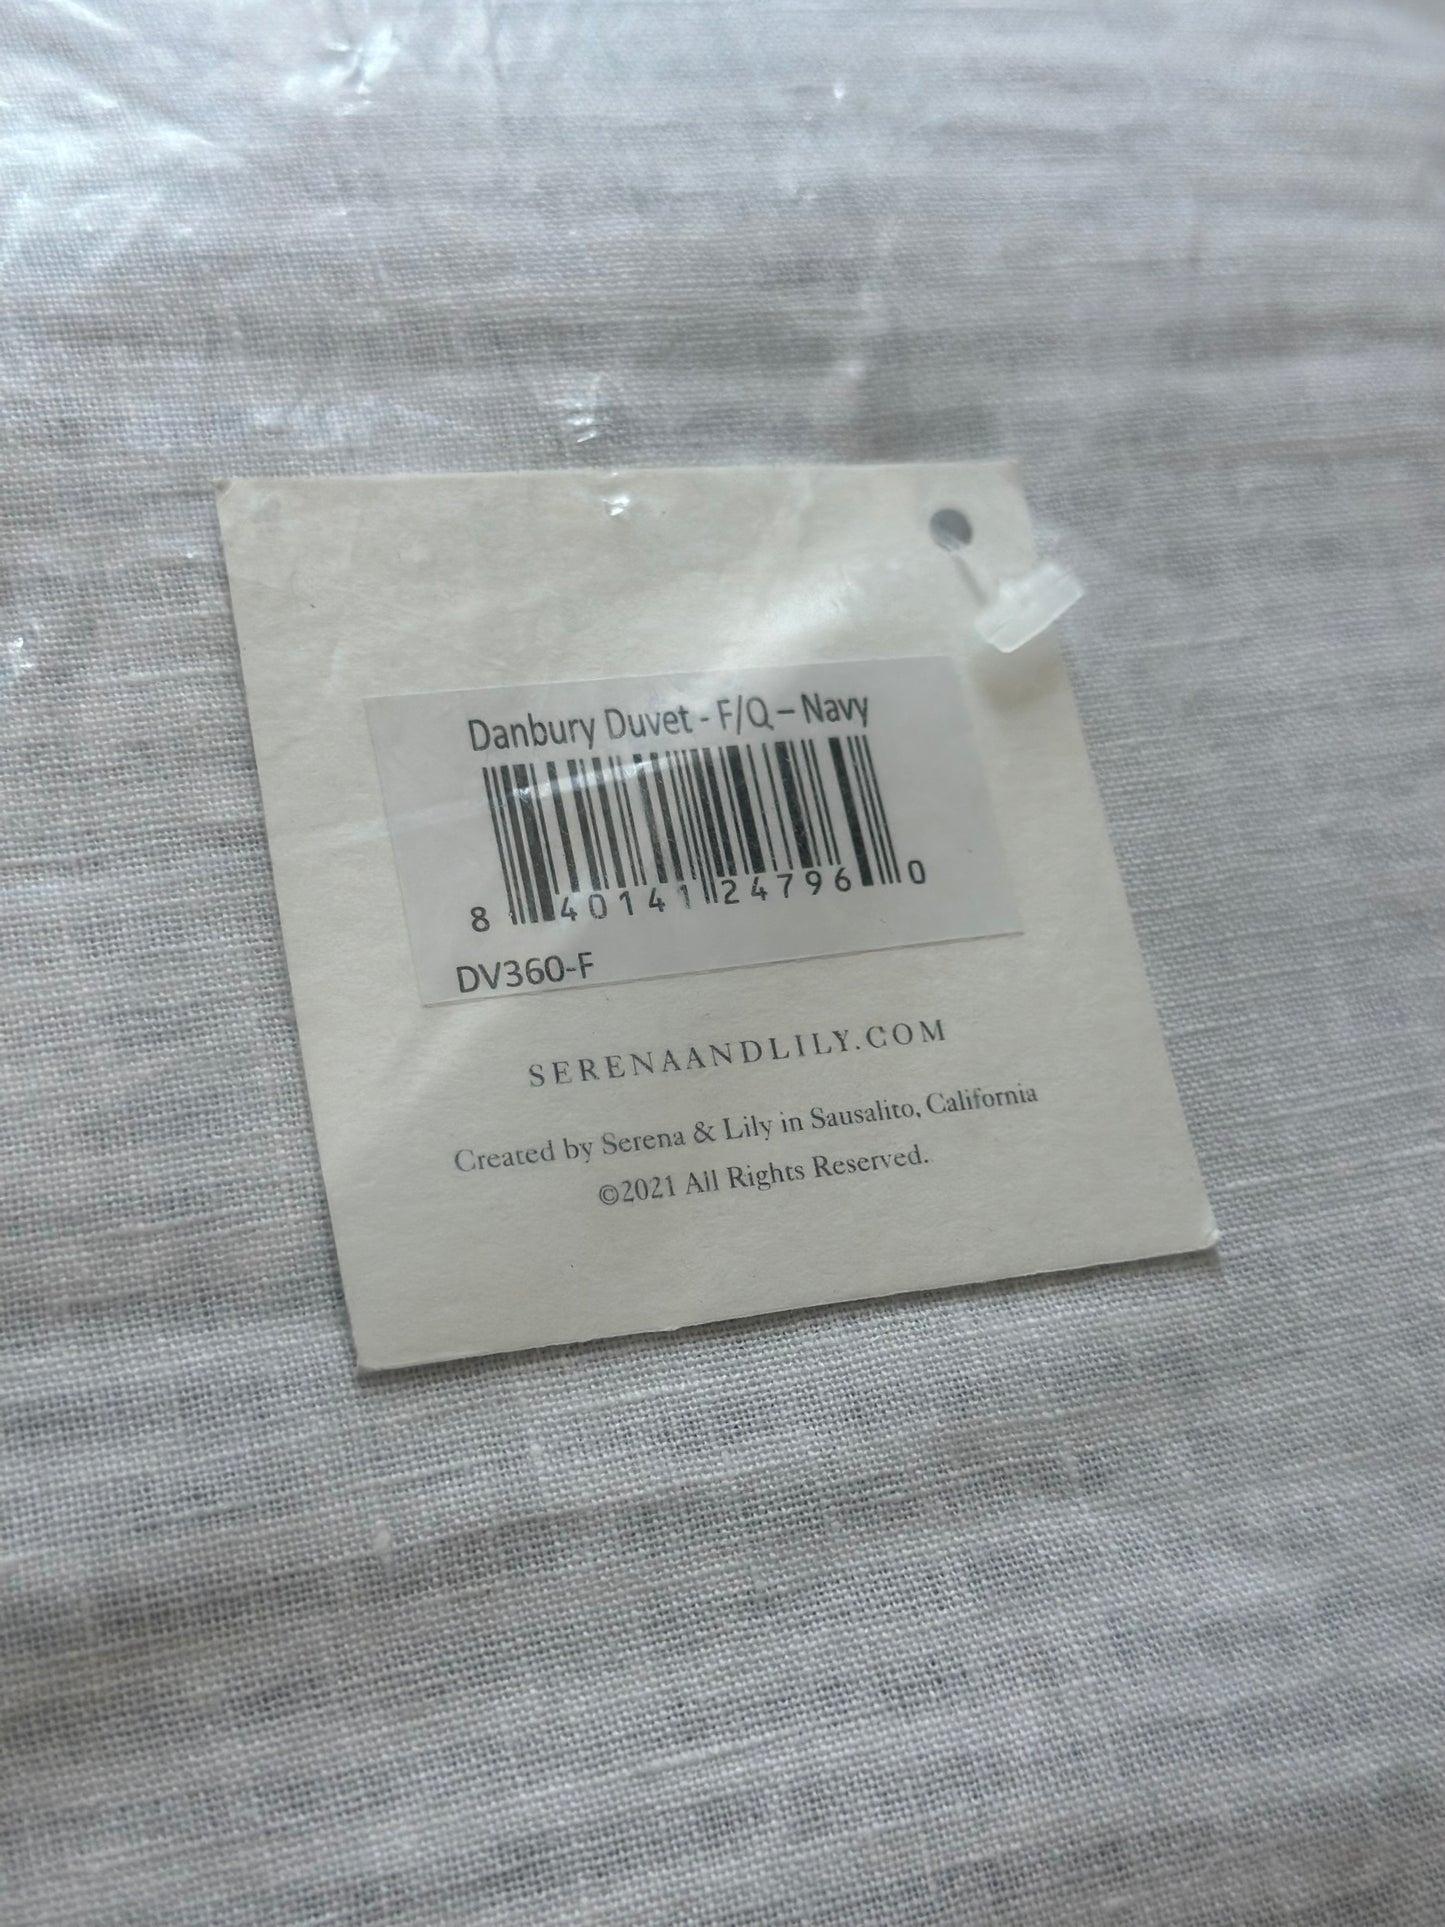 Danbury Duvet - F/Q – Navy
8 40141 24796 0
DV360-F
SERENAANDLILY.COM
Created by Serena & Lily in Sausalito, California
©2021 All Rights Reserved.